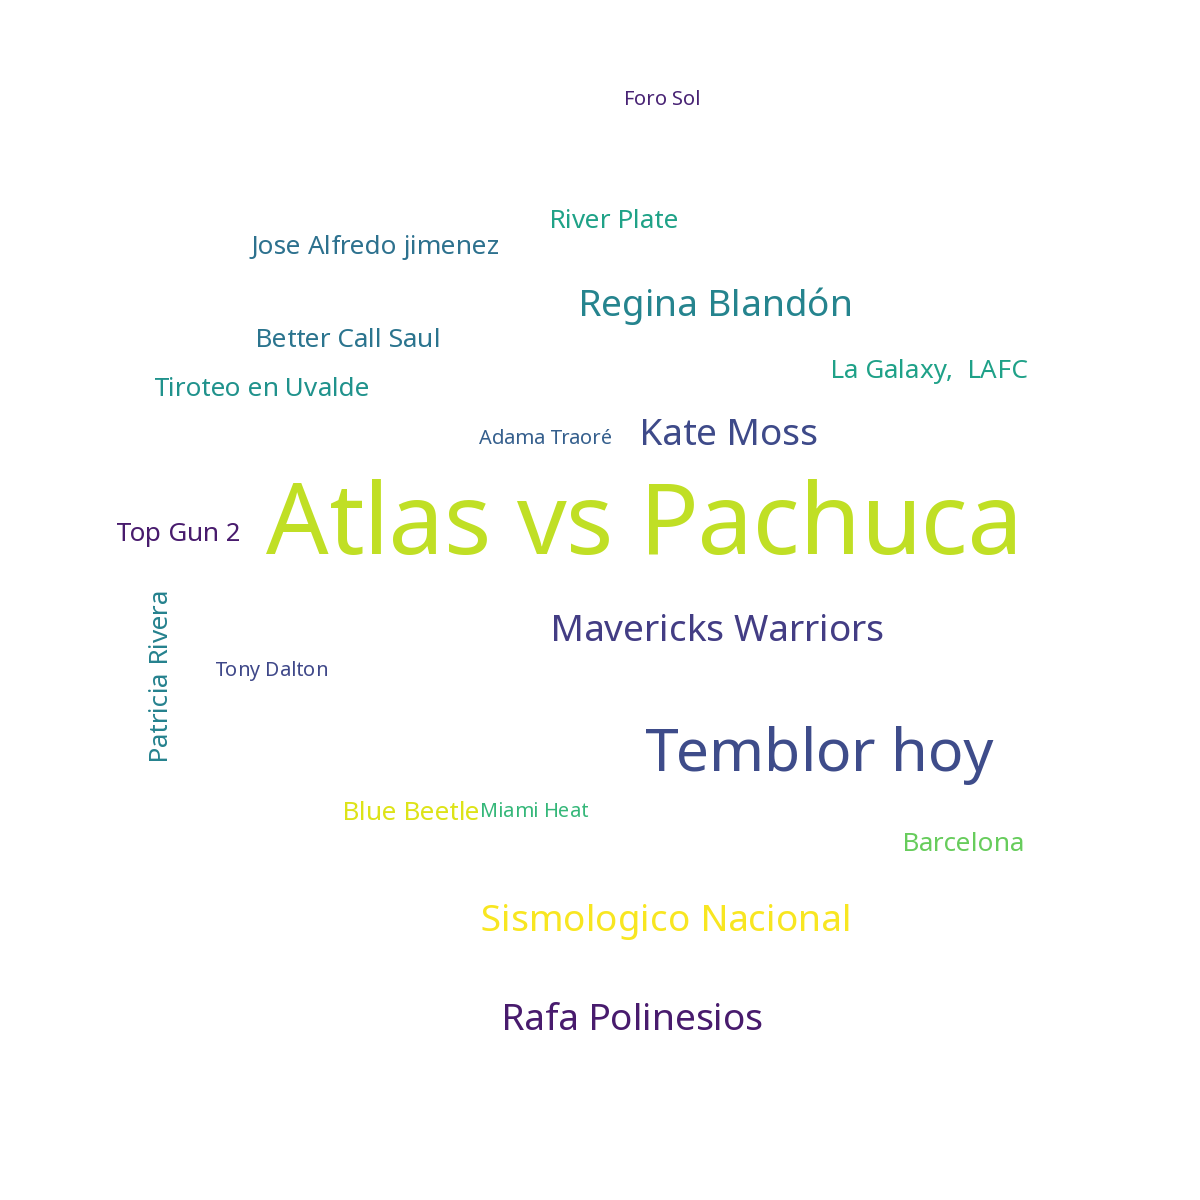 Foro Sol
River Plate
Jose Alfredo jimenez
Regina Blandón
Better Call Saul
La Galaxy,  LAFC
Tiroteo en Uvalde
Adama Traoré
Kate Moss
Atlas vs Pachuca
Top Gun 2
Mavericks Warriors
Patricia Rivera
Tony Dalton
Temblor hoy
Blue Beetle
Miami Heat
Barcelona
Sismologico Nacional
Rafa Polinesios